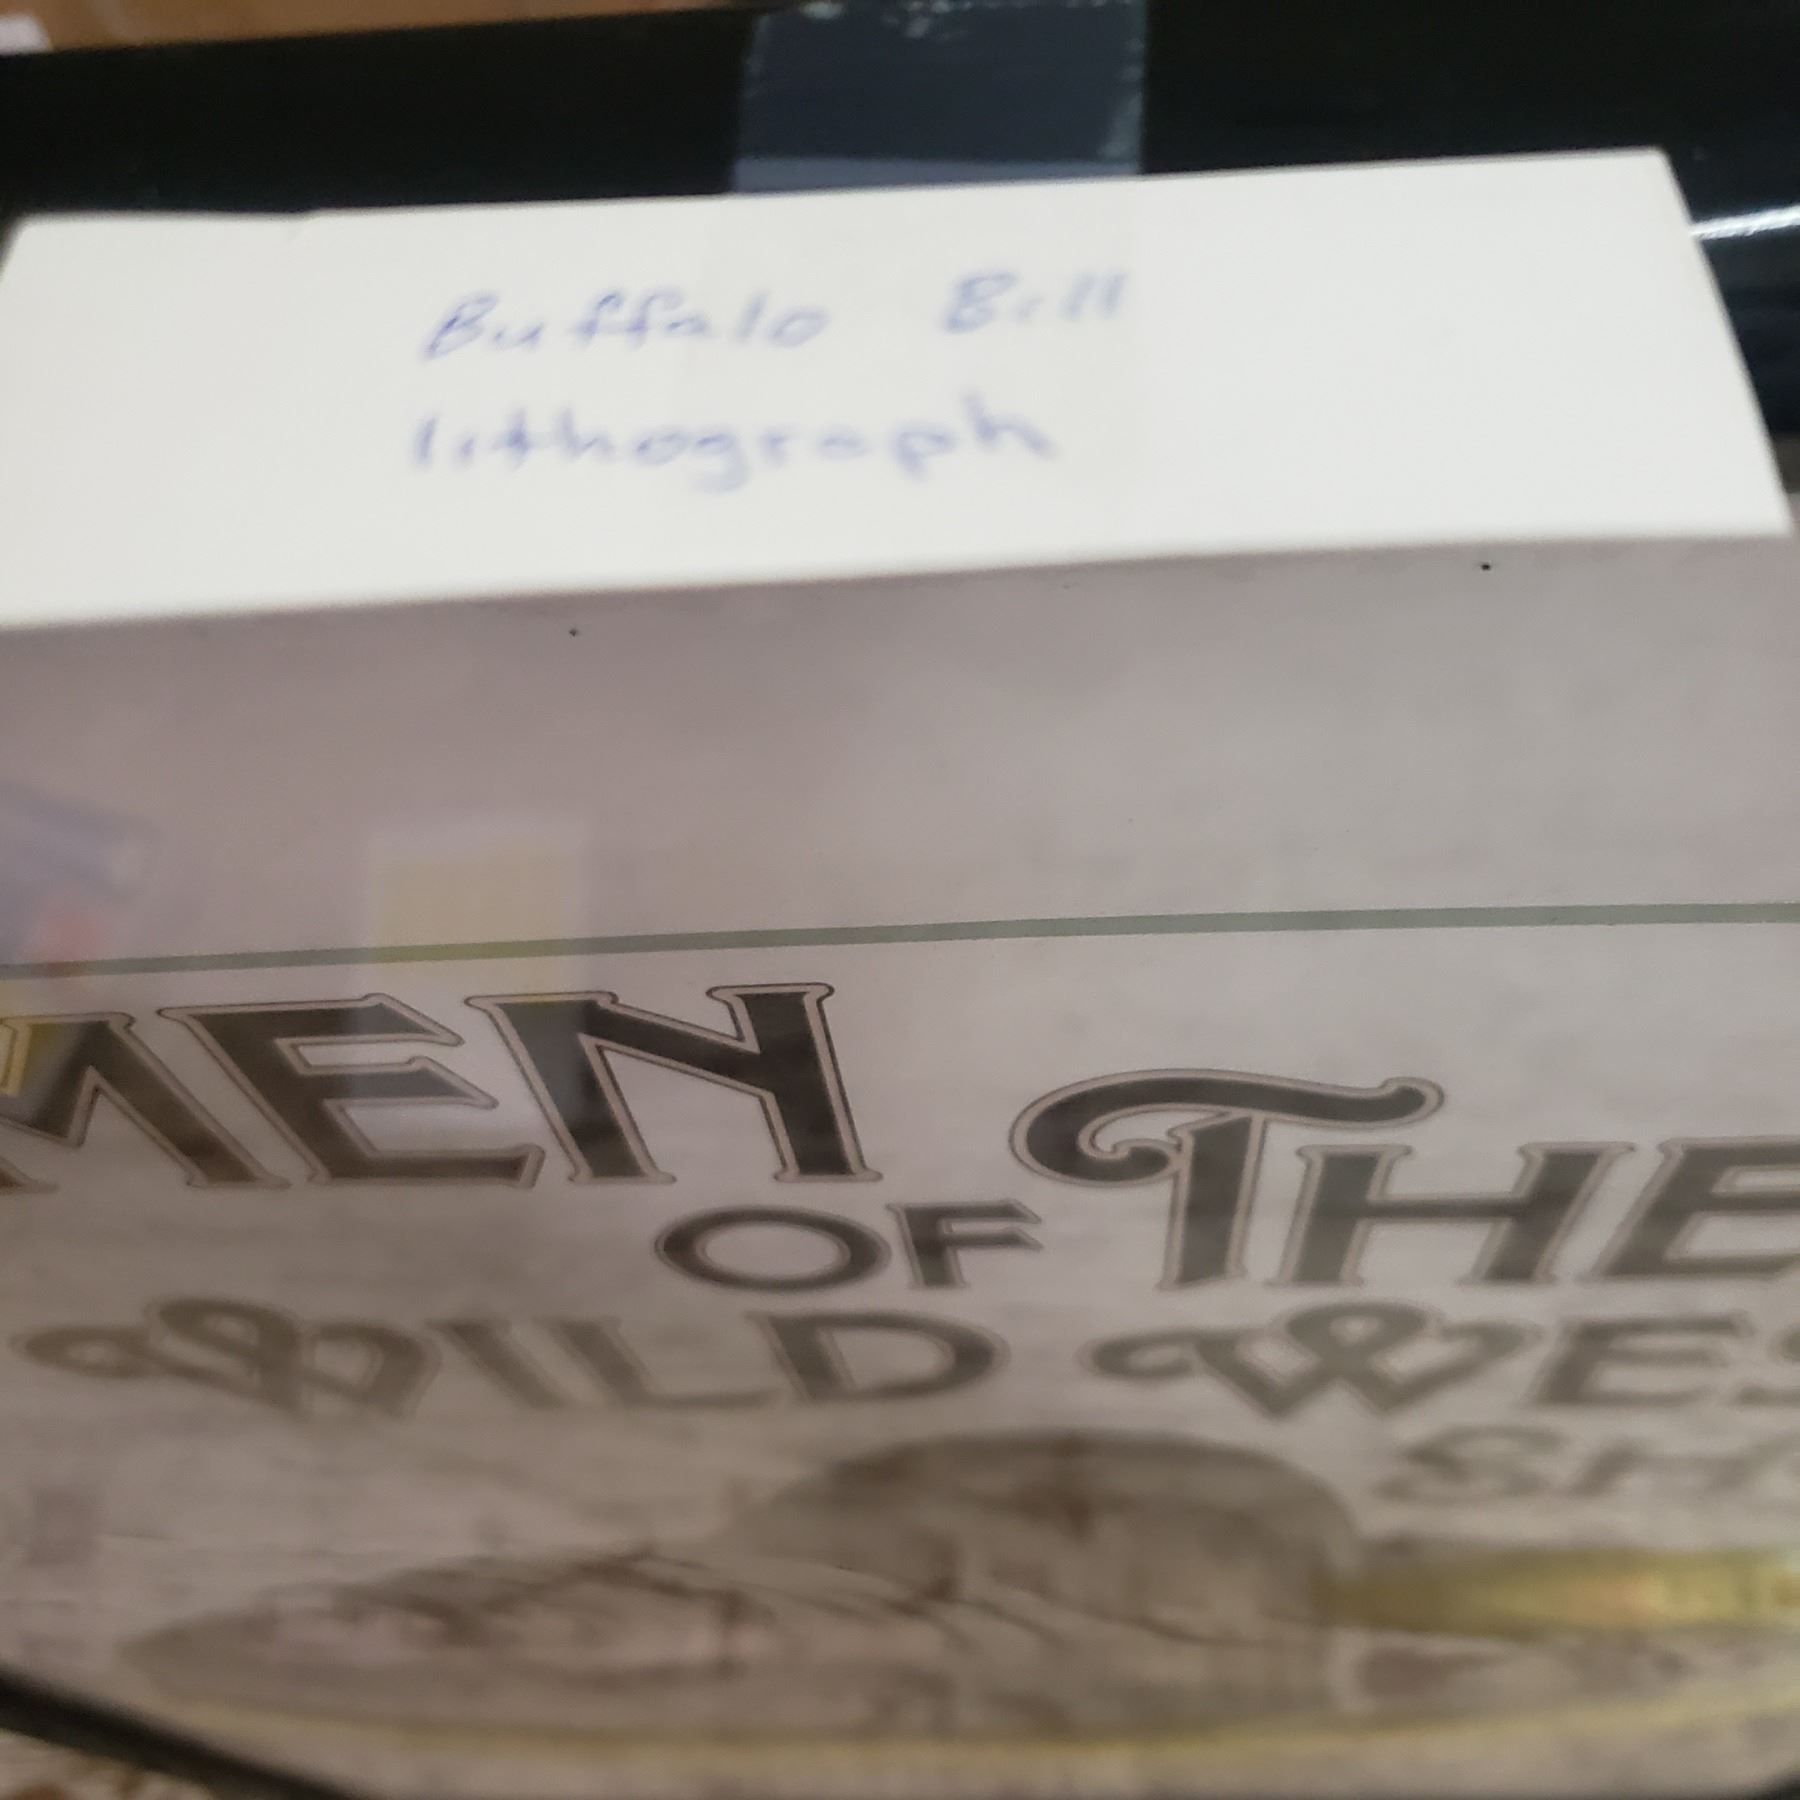 Buffalo Bill
lithograph
MEN THE
OF
WILD WES
SH